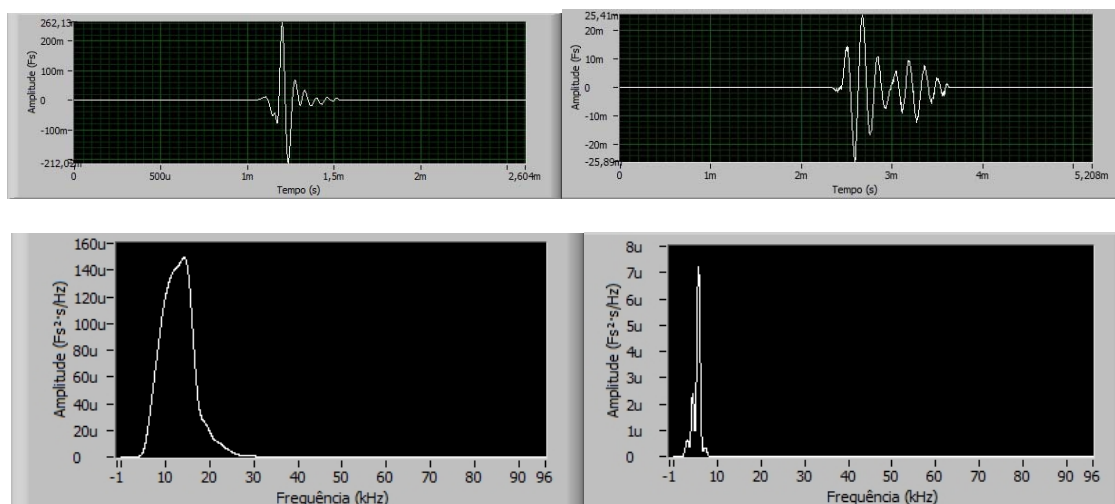 262,13m
200m
100m
0
-100m
-212,02m
Amplitude (Fs)
0 500u 1m 1,5m 2m 2,604m
Tempo (s)
25,41m
20m
10m
0
-10m
-20m
-25,89m
Amplitude (Fs)
0 1m 2m 3m 4m 5,208m
Tempo (s)
160u
140u
120u
100u
80u
60u
40u
20u
0
Amplitude (Fs²·s/Hz)
-1 10 20 30 40 50 60 70 80 90 96
Frequência (kHz)
8u
7u
6u
5u
4u
3u
2u
1u
0
Amplitude (Fs²·s/Hz)
-1 10 20 30 40 50 60 70 80 90 96
Frequência (kHz)